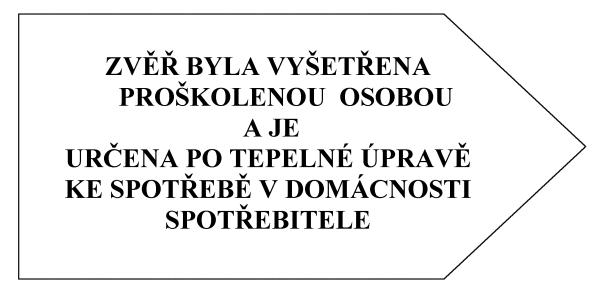 ZVĚŘ BYLA VYŠETŘENA
PROŠKOLENOU OSOBOU
A JE
URČENA PO TEPELNÉ ÚPRAVĚ
KE SPOTŘEBĚ V DOMÁCNOSTI
SPOTŘEBITELE